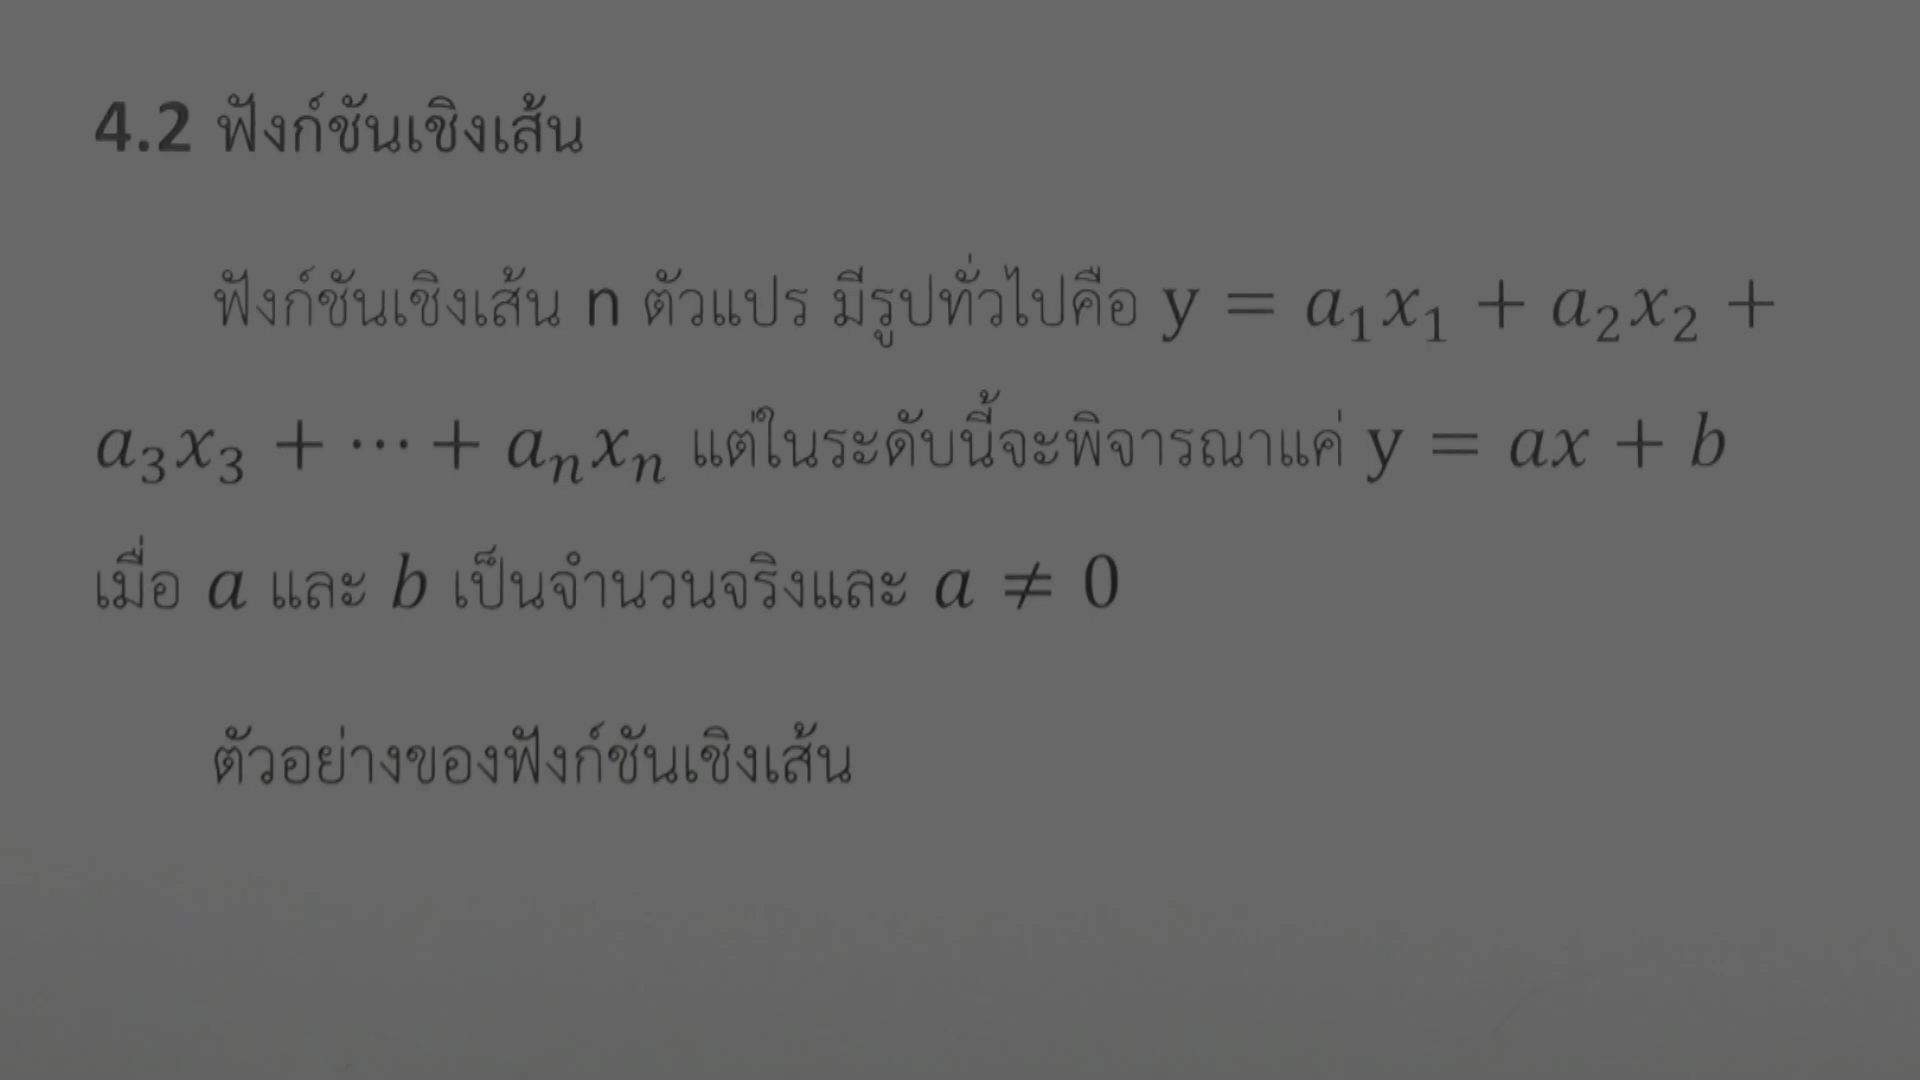 4.2 ฟังก์ชันเชิงเส้น
ฟังก์ชันเชิงเส้น n ตัวแปร มีรูปทั่วไปคือ y = a₁x₁ + a₂x₂ +
a₃x₃ + ⋯ + aₙxₙ แต่ในระดับนี้จะพิจารณาแค่ y = ax + b
เมื่อ a และ b เป็นจำนวนจริงและ a ≠ 0
ตัวอย่างของฟังก์ชันเชิงเส้น